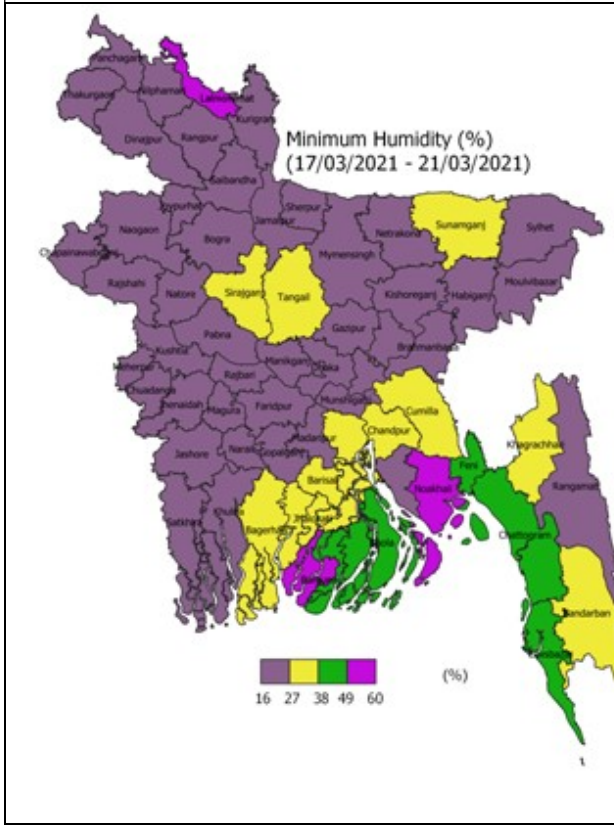 Panchagarh
Thakurgaon
Nilphamari
Lalmonirhat
Kurigram
Dinajpur
Rangpur
Minimum Humidity (%)
(17/03/2021 - 21/03/2021)
Gaibandha
Joypurhat
Sherpur
Jamalpur
Naogaon
Bogra
Netrakona
Sunamganj
Sylhet
Mymensingh
Rajshahi
Natore
Sirajganj
Tangail
Kishoreganj
Habiganj
Moulvibazar
Pabna
Gazipur
Kushtia
Manikganj
Dhaka
Rajbari
Chuadanga
Jhenaidah
Magura
Faridpur
Munshiganj
Cumilla
Chandpur
Madaripur
Khagrachhari
Jashore
Narail
Gopalganj
Feni
Rangamati
Barisal
Noakhali
Satkhira
Khulna
Bagerhat
Bhola
Chattogram
Bandarban
(%)
16 27 38 49 60